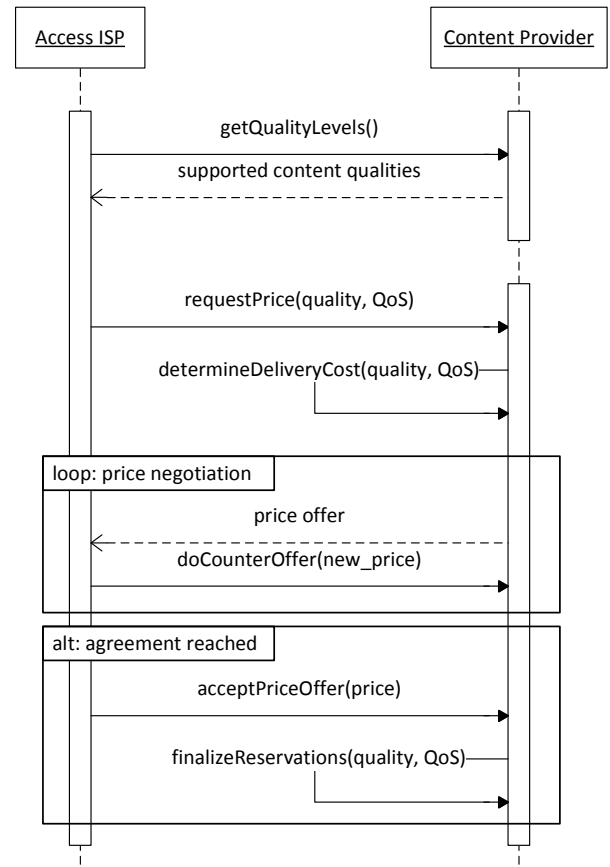 Access ISP
Content Provider
getQualityLevels()
supported content qualities
requestPrice(quality, QoS)
determineDeliveryCost(quality, QoS)
loop: price negotiation
price offer
doCounterOffer(new_price)
alt: agreement reached
acceptPriceOffer(price)
finalizeReservations(quality, QoS)